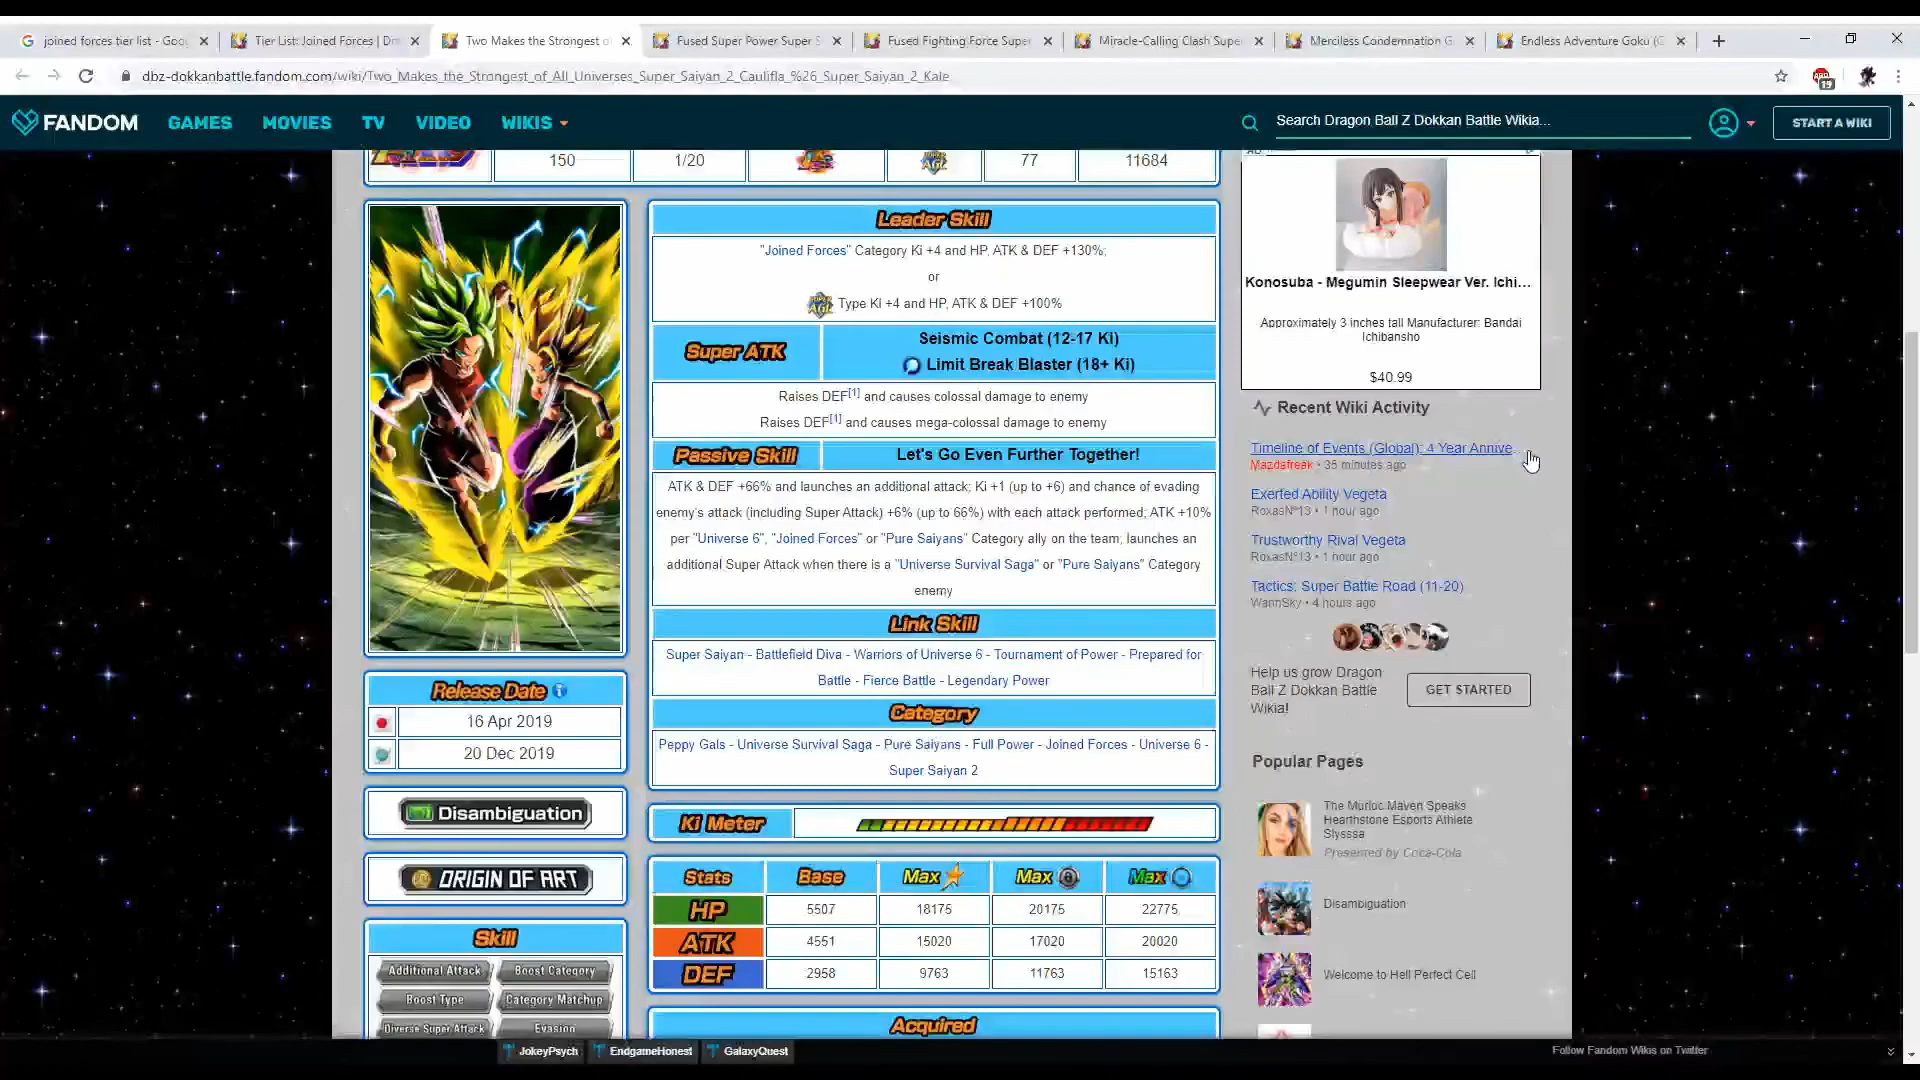 joined forces tier list - Goo
Tier List: Joined Forces | Dr
Two Makes the Strongest o
Fused Super Power Super S
Fused Fighting Force Super
Miracle-Calling Clash Supe
Merciless Condemnation G
Endless Adventure Goku (G
dbz-dokkanbattle.fandom.com/wiki/Two_Makes_the_Strongest_of_All_Universes_Super_Saiyan_2_Caulifla_%26_Super_Saiyan_2_Kale
19
FANDOM
GAMES
MOVIES
TV
VIDEO
WIKIS
Search Dragon Ball Z Dokkan Battle Wikia...
START A WIKI
150
1/20
SUPER AGL
77
11684
Leader Skill
"Joined Forces" Category Ki +4 and HP, ATK & DEF +130%;
or
SUPER AGL Type Ki +4 and HP, ATK & DEF +100%
Super ATK
Seismic Combat (12-17 Ki)
Limit Break Blaster (18+ Ki)
Raises DEF[1] and causes colossal damage to enemy
Raises DEF[1] and causes mega-colossal damage to enemy
Passive Skill
Let's Go Even Further Together!
ATK & DEF +66% and launches an additional attack; Ki +1 (up to +6) and chance of evading
enemy's attack (including Super Attack) +6% (up to 66%) with each attack performed; ATK +10%
per "Universe 6", "Joined Forces" or "Pure Saiyans" Category ally on the team; launches an
additional Super Attack when there is a "Universe Survival Saga" or "Pure Saiyans" Category
enemy
Link Skill
Super Saiyan - Battlefield Diva - Warriors of Universe 6 - Tournament of Power - Prepared for
Battle - Fierce Battle - Legendary Power
Category
Peppy Gals - Universe Survival Saga - Pure Saiyans - Full Power - Joined Forces - Universe 6 -
Super Saiyan 2
Ki Meter
Stats
Base
Max
Max
Max
HP
5507
18175
20175
22775
ATK
4551
15020
17020
20020
DEF
2958
9763
11763
15163
Acquired
Release Date
16 Apr 2019
20 Dec 2019
Disambiguation
ORIGIN OF ART
Skill
Additional Attack
Boost Category
Boost Type
Category Matchup
Diverse Super Attack
Evasion
Konosuba - Megumin Sleepwear Ver. Ichi...
Approximately 3 inches tall Manufacturer: Bandai
Ichibansho
$40.99
Recent Wiki Activity
Timeline of Events (Global): 4 Year Annive
Mazdafreak • 35 minutes ago
Exerted Ability Vegeta
RoxasN°13 • 1 hour ago
Trustworthy Rival Vegeta
RoxasN°13 • 1 hour ago
Tactics: Super Battle Road (11-20)
WannSky • 4 hours ago
Help us grow Dragon
Ball Z Dokkan Battle
Wikia!
GET STARTED
Popular Pages
The Murloc Maven Speaks
Hearthstone Esports Athlete
Slysssa
Presented by Coca-Cola
Disambiguation
Welcome to Hell Perfect Cell
JokeyPsych
EndgameHonest
GalaxyQuest
Follow Fandom Wikis on Twitter